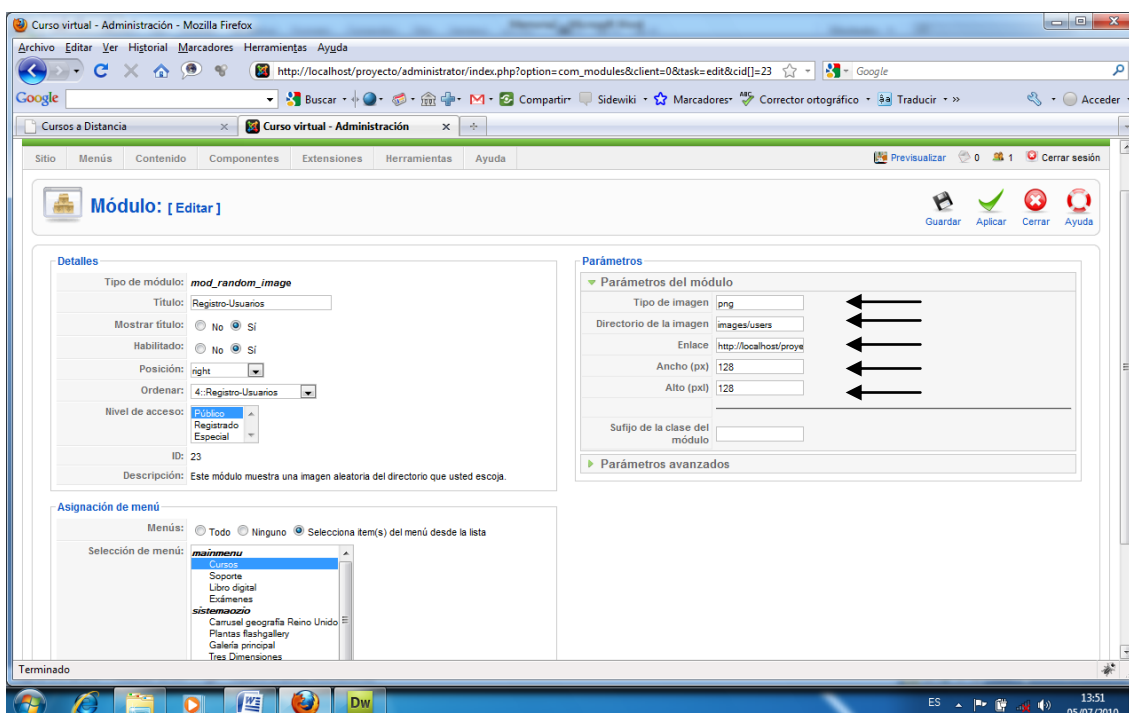 Curso virtual - Administración - Mozilla Firefox
Archivo Editar Ver Historial Marcadores Herramientas Ayuda
http://localhost/proyecto/administrator/index.php?option=com_modules&client=0&task=edit&cid[]=23 Google
Google Buscar Compartir Sidewiki Marcadores Corrector ortográfico Traducir » Acceder
Cursos a Distancia Curso virtual - Administración
Sitio Menús Contenido Componentes Extensiones Herramientas Ayuda Previsualizar 0 1 Cerrar sesión
Módulo: [ Editar ]
Guardar Aplicar Cerrar Ayuda
Detalles
Tipo de módulo: mod_random_image
Título: Registro-Usuarios
Mostrar título: No Sí
Habilitado: No Sí
Posición: right
Ordenar: 4::Registro-Usuarios
Nivel de acceso: Público
Registrado
Especial
ID: 23
Descripción: Este módulo muestra una imagen aleatoria del directorio que usted escoja.
Asignación de menú
Menús: Todo Ninguno Selecciona item(s) del menú desde la lista
Selección de menú: mainmenu
Cursos
Soporte
Libro digital
Exámenes
sistemaozio
Carrusel geografía Reino Unido
Plantas flashgallery
Galería principal
Tres Dimensiones
Parámetros
Parámetros del módulo
Tipo de imagen png
Directorio de la imagen images/users
Enlace http://localhost/proye
Ancho (px) 128
Alto (pxl) 128
Sufijo de la clase del módulo
Parámetros avanzados
Terminado
Dw
ES 13:51
05/07/2010